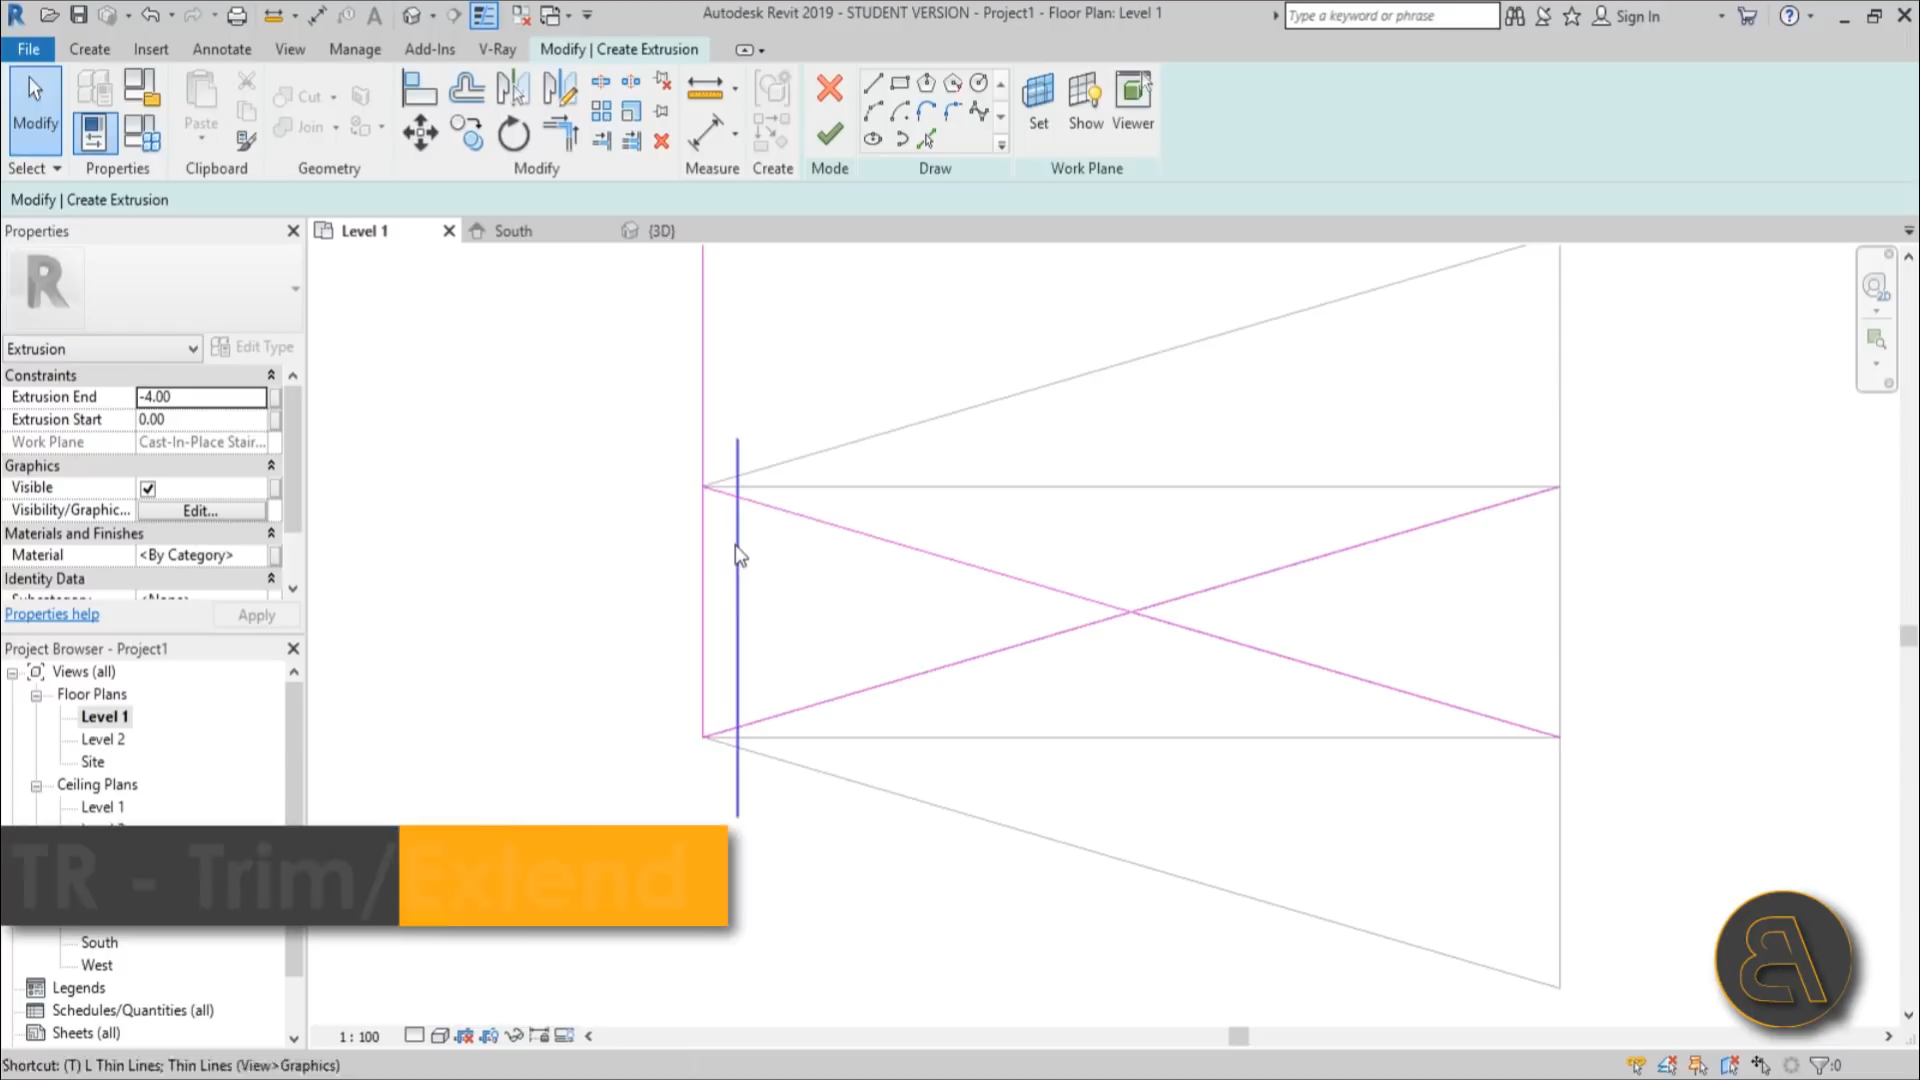 Autodesk Revit 2019 - STUDENT VERSION - Project1 - Floor Plan: Level 1
Type a keyword or phrase
Sign In
File
Create
Insert
Annotate
View
Manage
Add-Ins
V-Ray
Modify | Create Extrusion
Modify
Paste
Cut
Join
Set
Show
Viewer
Select
Properties
Clipboard
Geometry
Modify
Measure
Create
Mode
Draw
Work Plane
Modify | Create Extrusion
Properties
Level 1
South
{3D}
R
2D
Extrusion
Edit Type
Constraints
Extrusion End
-4.00
Extrusion Start
0.00
Work Plane
Cast-In-Place Stair...
Graphics
Visible
Visibility/Graphic...
Edit...
Materials and Finishes
Material
<By Category>
Identity Data
Properties help
Apply
Project Browser - Project1
Views (all)
Floor Plans
Level 1
Level 2
Site
Ceiling Plans
Level 1
TR - Trim/Extend
South
West
Legends
Schedules/Quantities (all)
Sheets (all)
1 : 100
Shortcut: (T) L Thin Lines; Thin Lines (View>Graphics)
:0